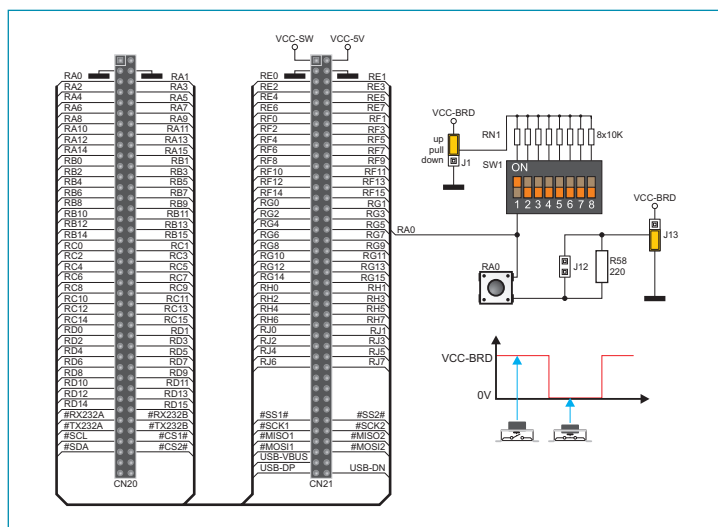 VCC-SW VCC-5V
RA0 RA1 RE0 RE1
RA2 RA3 RE2 RE3
RA4 RA5 RE4 RE5
RA6 RA7 RE6 RE7
RA8 RA9 RF0 RF1
RA10 RA11 RF2 RF3
RA12 RA13 RF4 RF5
RA14 RA15 RF6 RF7
RB0 RB1 RF8 RF9
RB2 RB3 RF10 RF11
RB4 RB5 RF12 RF13
RB6 RB7 RF14 RF15
RB8 RB9 RG0 RG1
RB10 RB11 RG2 RG3
RB12 RB13 RG4 RG5
RB14 RB15 RG6 RG7
RC0 RC1 RG8 RG9
RC2 RC3 RG10 RG11
RC4 RC5 RG12 RG13
RC6 RC7 RG14 RG15
RC8 RC9 RH0 RH1
RC10 RC11 RH2 RH3
RC12 RC13 RH4 RH5
RC14 RC15 RH6 RH7
RD0 RD1 RJ0 RJ1
RD2 RD3 RJ2 RJ3
RD4 RD5 RJ4 RJ5
RD6 RD7 RJ6 RJ7
RD8 RD9
RD10 RD11
RD12 RD13
RD14 RD15
#RX232A #RX232B #SS1# #SS2#
#TX232A #TX232B #SCK1 #SCK2
#SCL #CS1# #MISO1 #MISO2
#SDA #CS2# #MOSI1 #MOSI2
USB-VBUS
USB-DP USB-DN
CN20 CN21
VCC-BRD
up
pull
down
J1
RN1 8x10K
SW1
ON
1 2 3 4 5 6 7 8
RA0
VCC-BRD
J13
J12
R58
220
RA0
VCC-BRD
0V